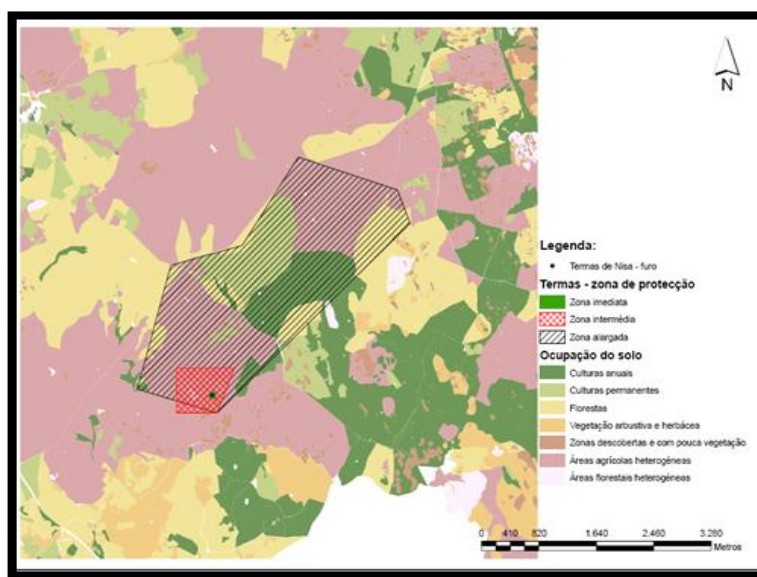 N
Legenda:
Termas de Nisa - furo
Termas - zona de protecção
Zona imediata
Zona intermédia
Zona alargada
Ocupação do solo
Culturas anuais
Culturas permanentes
Florestas
Vegetação arbustiva e herbácea
Zonas descobertas e com pouca vegetação
Áreas agrícolas heterogéneas
Áreas florestais heterogéneas
0 410 820 1.640 2.460 3.280
Metros